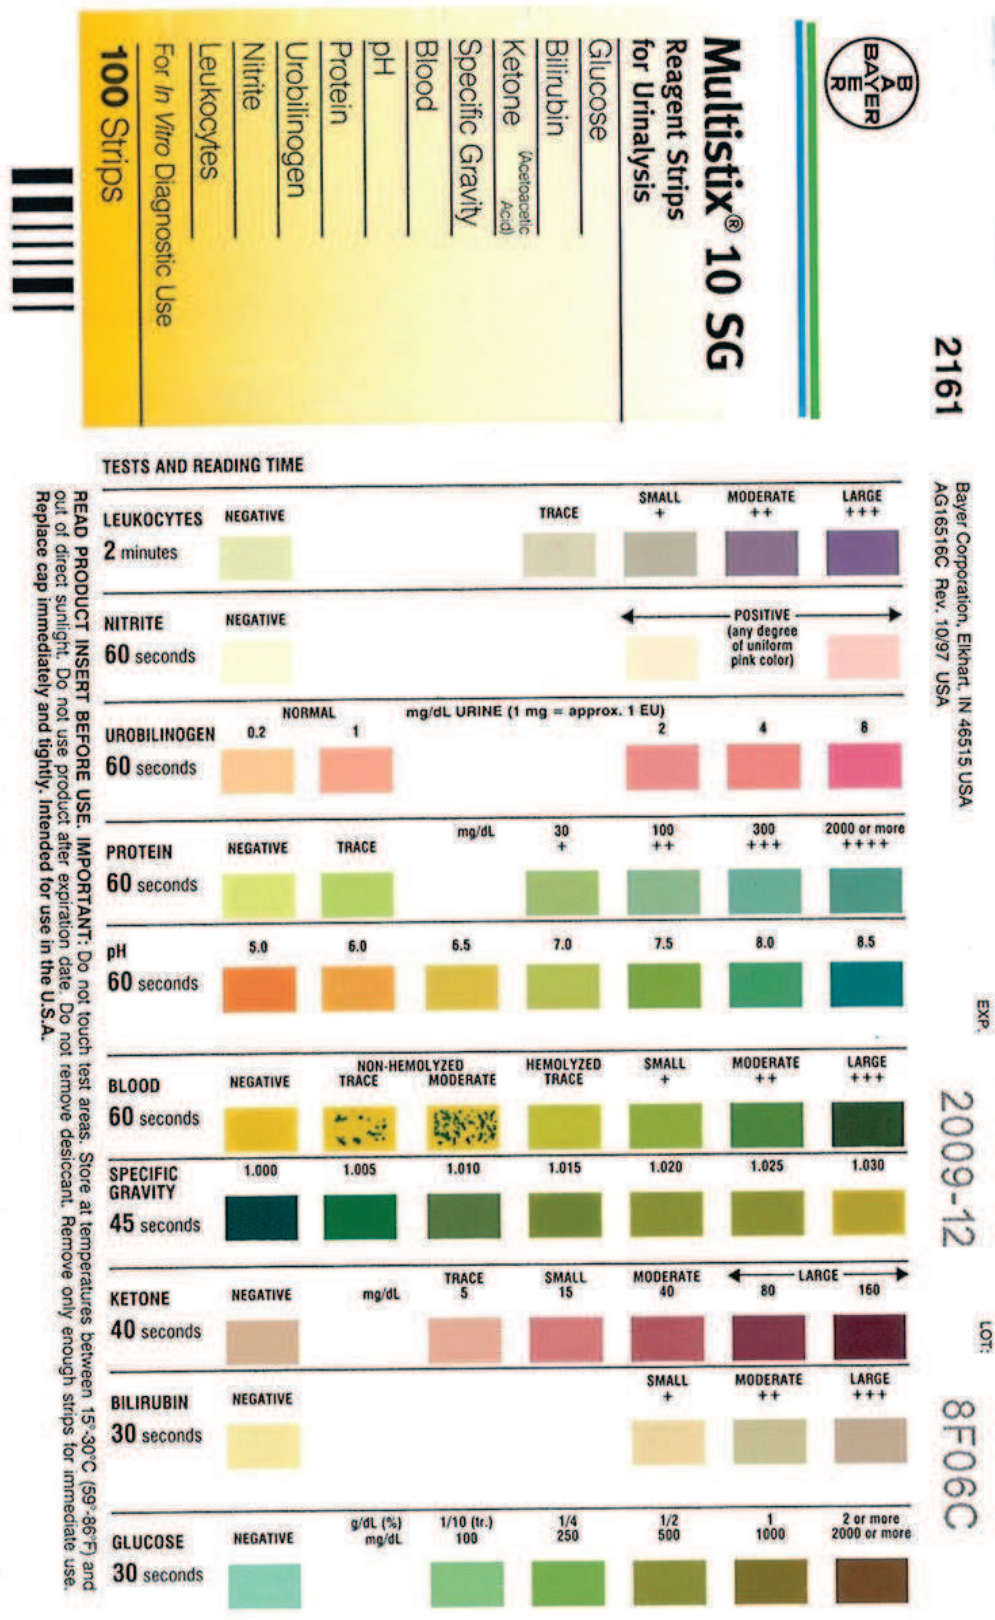 BAYER
BAYER
2161
Bayer Corporation, Elkhart, IN 46515 USA
AG16516C Rev. 10/97 USA
EXP.
2009-12
LOT:
8F06C
Multistix® 10 SG
Reagent Strips
for Urinalysis
Glucose
Bilirubin
Ketone (Acetoacetic Acid)
Specific Gravity
Blood
pH
Protein
Urobilinogen
Nitrite
Leukocytes
For In Vitro Diagnostic Use
100 Strips
TESTS AND READING TIME
LEUKOCYTES NEGATIVE TRACE SMALL + MODERATE ++ LARGE +++
2 minutes
NITRITE NEGATIVE POSITIVE
60 seconds (any degree
of uniform
pink color)
NORMAL mg/dL URINE (1 mg = approx. 1 EU)
UROBILINOGEN 0.2 1 2 4 8
60 seconds
mg/dL 30 100 300 2000 or more
PROTEIN NEGATIVE TRACE + ++ +++ ++++
60 seconds
pH 5.0 6.0 6.5 7.0 7.5 8.0 8.5
60 seconds
NON-HEMOLYZED HEMOLYZED SMALL MODERATE LARGE
BLOOD NEGATIVE TRACE MODERATE TRACE + ++ +++
60 seconds
SPECIFIC 1.000 1.005 1.010 1.015 1.020 1.025 1.030
GRAVITY
45 seconds
TRACE SMALL MODERATE LARGE
KETONE NEGATIVE mg/dL 5 15 40 80 160
40 seconds
SMALL MODERATE LARGE
BILIRUBIN NEGATIVE + ++ +++
30 seconds
g/dL (%) 1/10 (tr.) 1/4 1/2 1 2 or more
GLUCOSE NEGATIVE mg/dL 100 250 500 1000 2000 or more
30 seconds
READ PRODUCT INSERT BEFORE USE. IMPORTANT: Do not touch test areas. Store at temperatures between 15°-30°C (59°-86°F) and
out of direct sunlight. Do not use product after expiration date. Do not remove desiccant. Remove only enough strips for immediate use.
Replace cap immediately and tightly. Intended for use in the U.S.A.